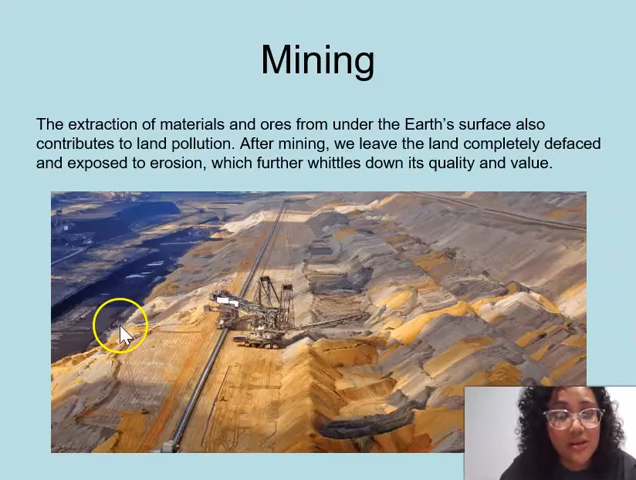 Mining
The extraction of materials and ores from under the Earth's surface also
contributes to land pollution. After mining, we leave the land completely defaced
and exposed to erosion, which further whittles down its quality and value.